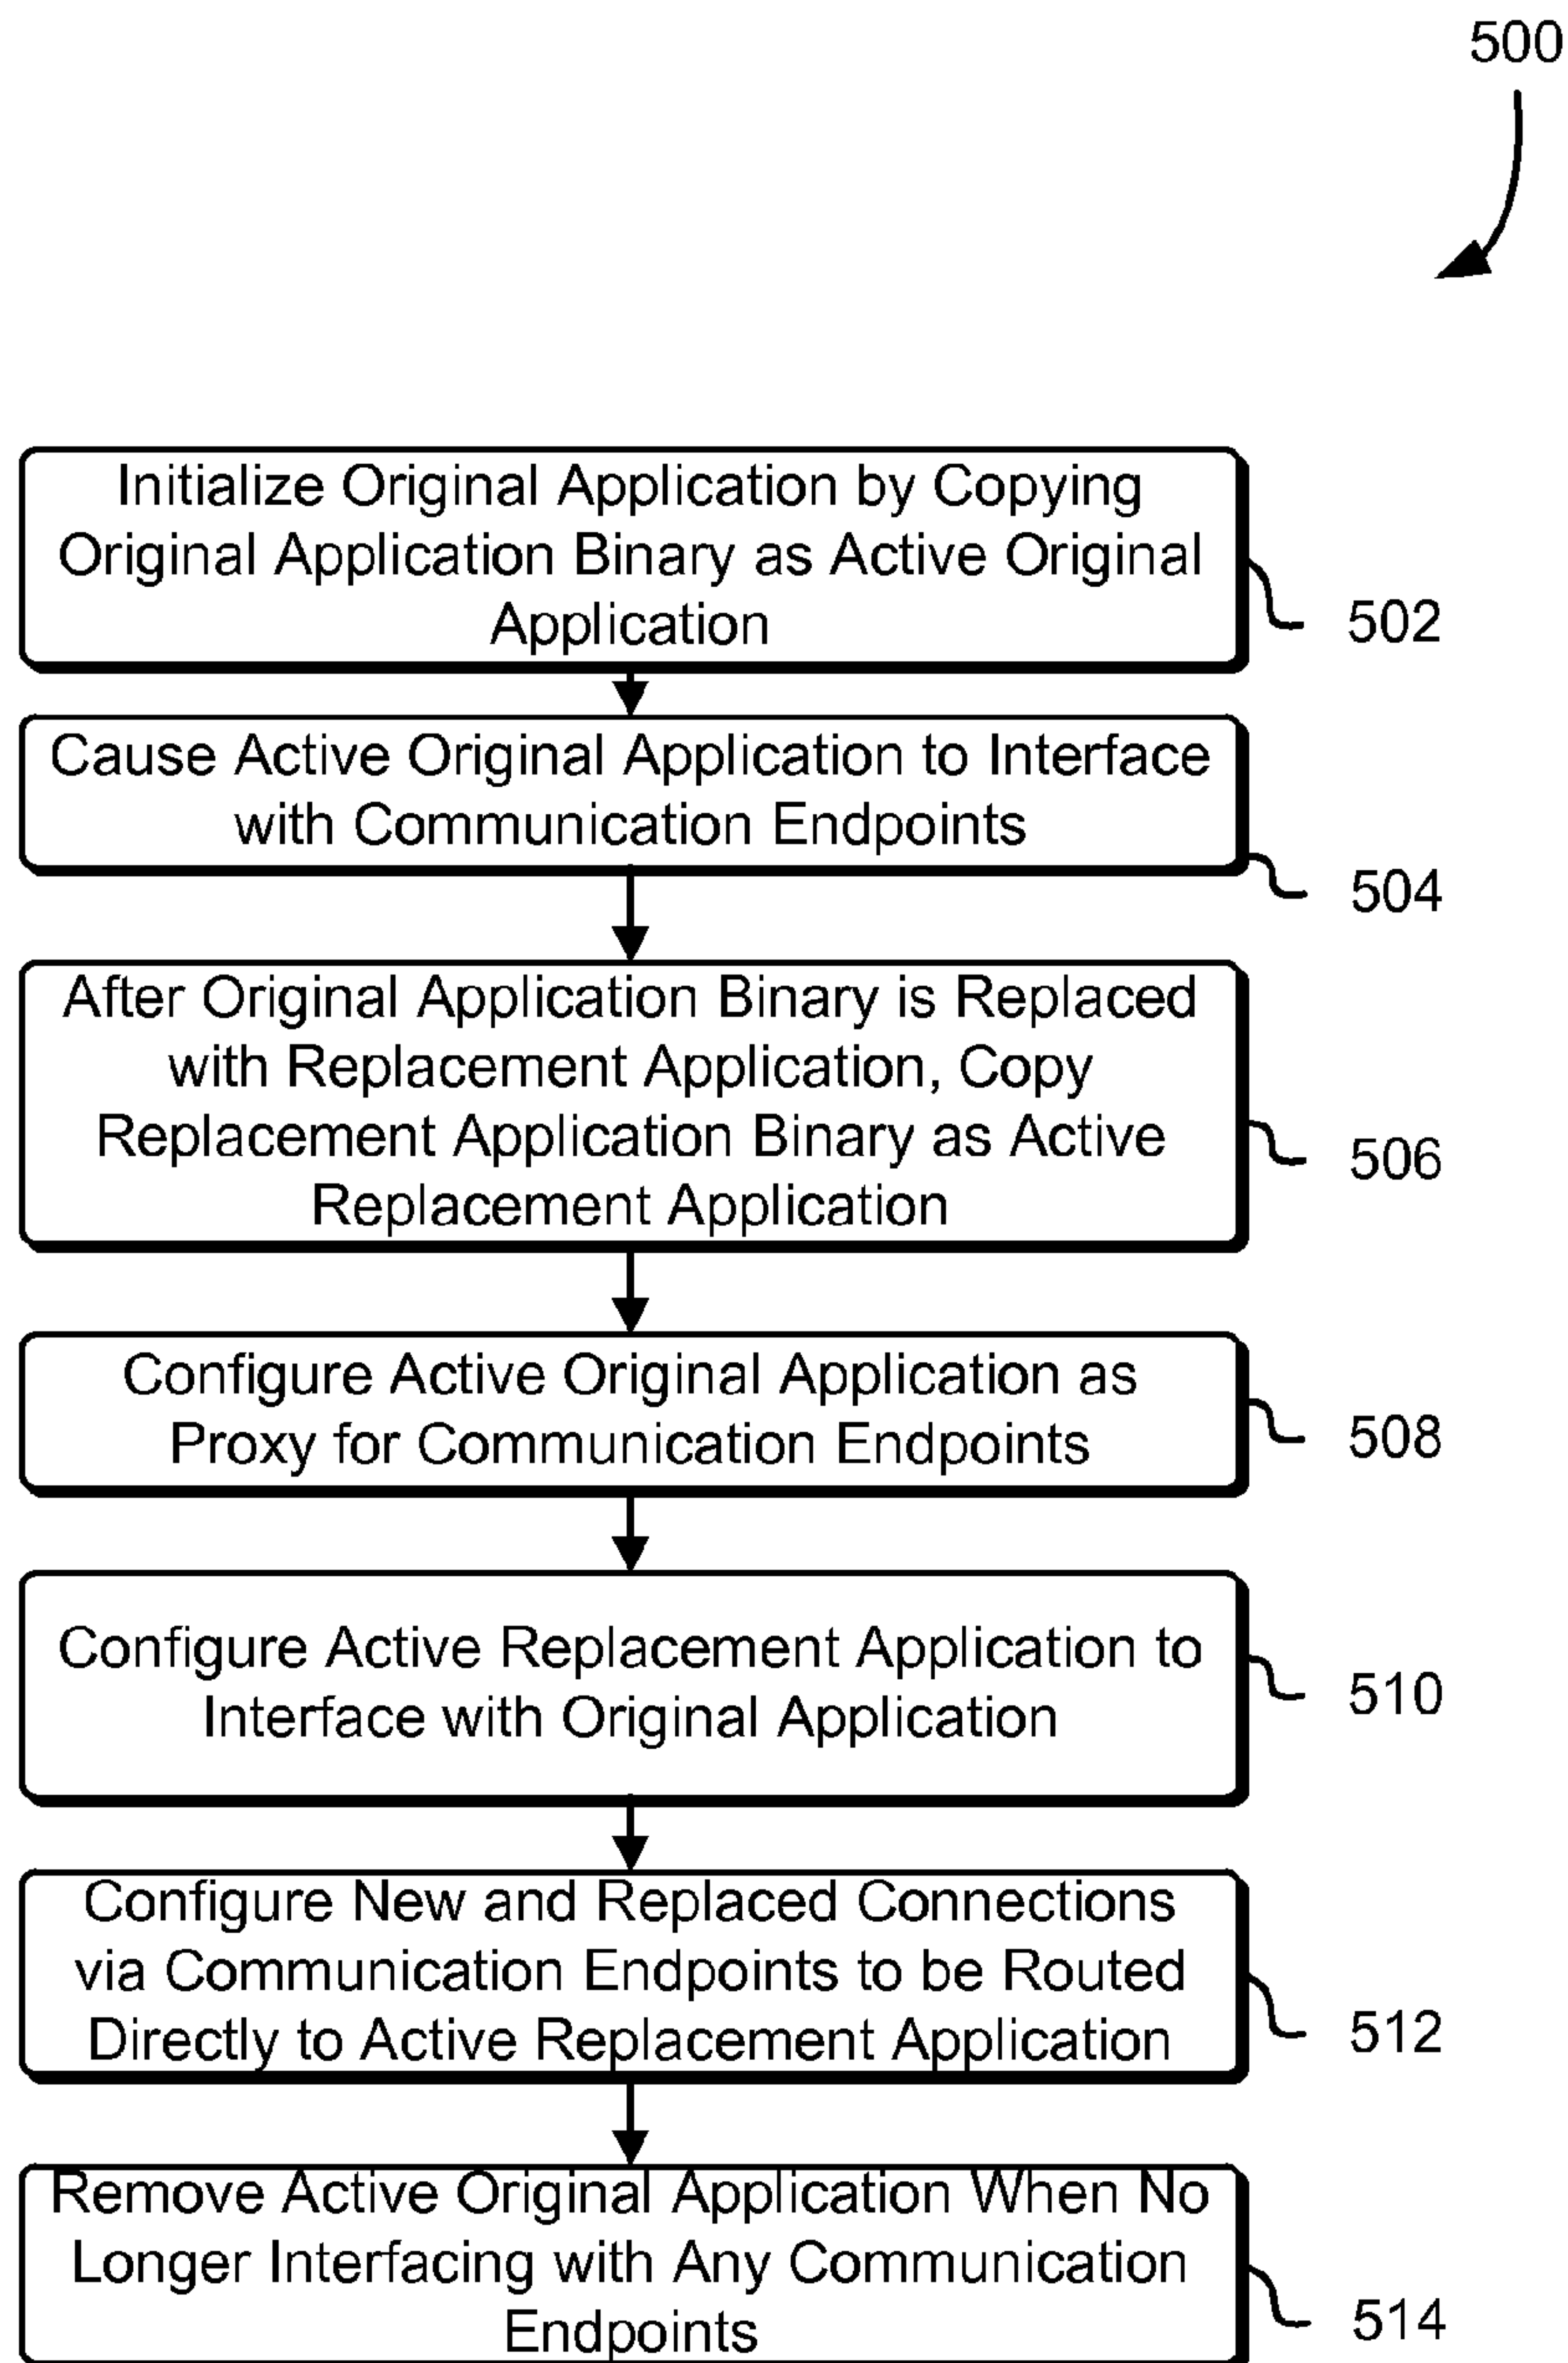 500
Initialize Original Application by Copying
Original Application Binary as Active Original
Application
502
Cause Active Original Application to Interface
with Communication Endpoints
504
After Original Application Binary is Replaced
with Replacement Application, Copy
Replacement Application Binary as Active
Replacement Application
506
Configure Active Original Application as
Proxy for Communication Endpoints
508
Configure Active Replacement Application to
Interface with Original Application
510
Configure New and Replaced Connections
via Communication Endpoints to be Routed
Directly to Active Replacement Application
512
Remove Active Original Application When No
Longer Interfacing with Any Communication
Endpoints
514